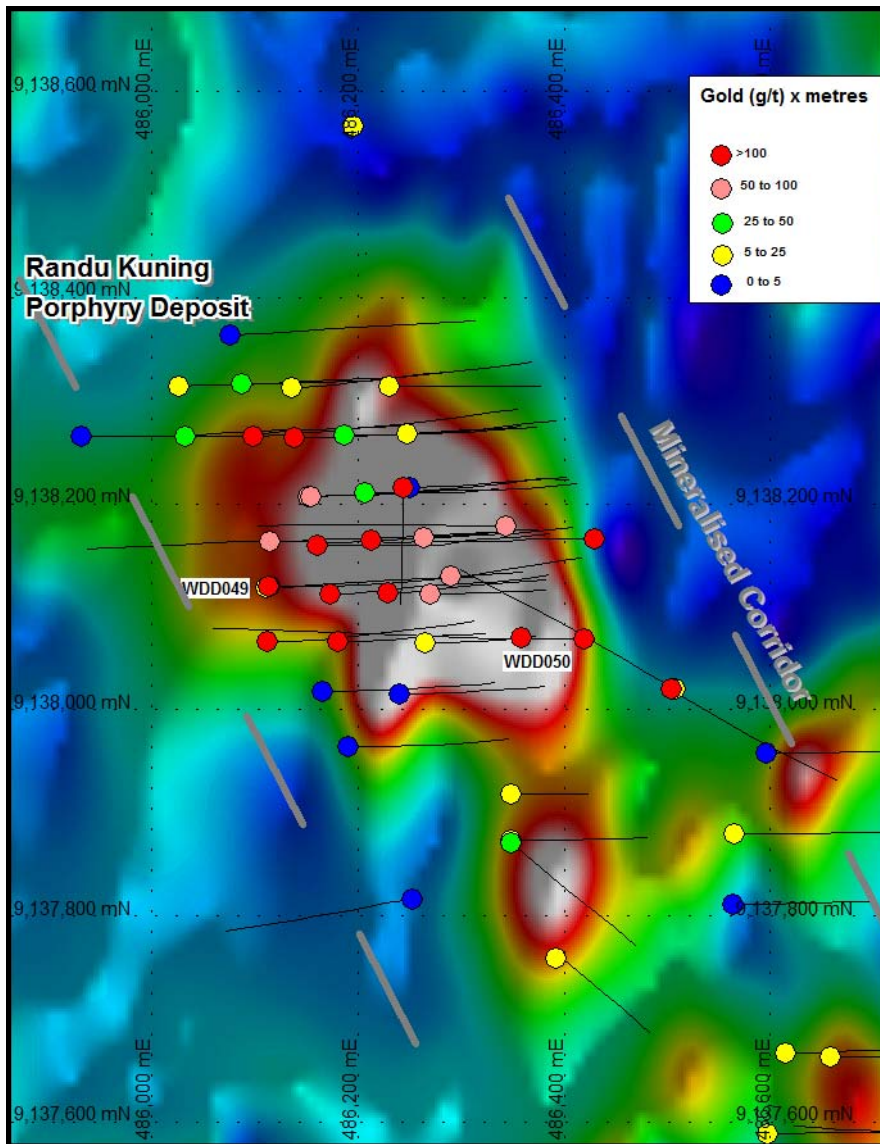 9,138,600 mN
486,000 mE
486,200 mE
486,400 mE
Gold (g/t) x metres
>100
50 to 100
25 to 50
5 to 25
0 to 5
Randu Kuning
Porphyry Deposit
9,138,400 mN
Mineralised Corridor
9,138,200 mN
9,138,200 mN
WDD049
WDD050
9,138,000 mN
9,138,000 mN
9,137,800 mN
9,137,800 mN
486,000 mE
486,200 mE
486,400 mE
486,600 mE
9,137,600 mN
9,137,600 mN